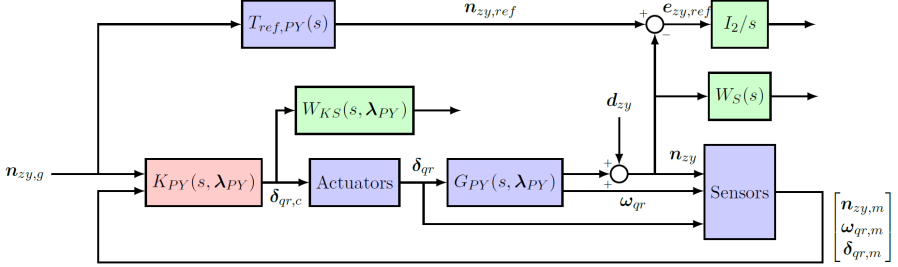 n_{zy,ref}
e_{zy,ref}
T_{ref,PY}(s)
+
−
I_2/s
W_{KS}(s, λ_{PY})
d_{zy}
W_S(s)
n_{zy,g}
K_{PY}(s, λ_{PY})
δ_{qr,c}
Actuators
δ_{qr}
G_{PY}(s, λ_{PY})
+
+
n_{zy}
ω_{qr}
Sensors
n_{zy,m}
ω_{qr,m}
δ_{qr,m}